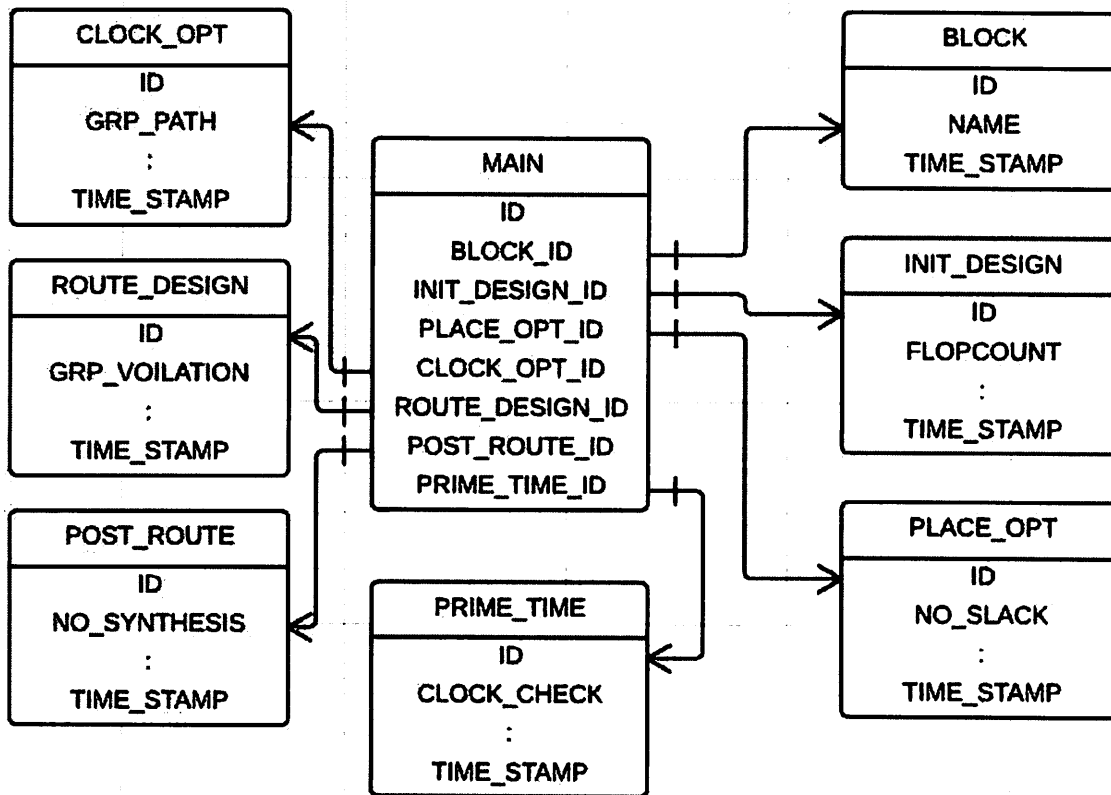 CLOCK_OPT
ID
GRP_PATH
:
TIME_STAMP
ROUTE_DESIGN
ID
GRP_VOILATION
:
TIME_STAMP
POST_ROUTE
ID
NO_SYNTHESIS
:
TIME_STAMP
MAIN
ID
BLOCK_ID
INIT_DESIGN_ID
PLACE_OPT_ID
CLOCK_OPT_ID
ROUTE_DESIGN_ID
POST_ROUTE_ID
PRIME_TIME_ID
PRIME_TIME
ID
CLOCK_CHECK
:
TIME_STAMP
BLOCK
ID
NAME
TIME_STAMP
INIT_DESIGN
ID
FLOPCOUNT
:
TIME_STAMP
PLACE_OPT
ID
NO_SLACK
:
TIME_STAMP